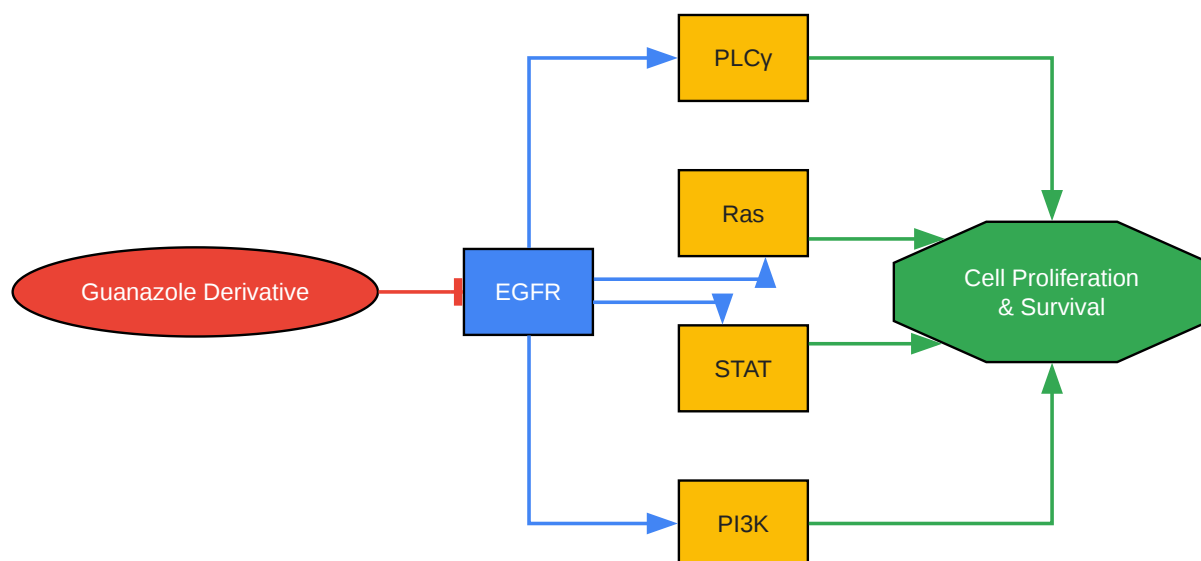 PLCγ
Ras
Guanazole Derivative
EGFR
Cell Proliferation
& Survival
STAT
PI3K